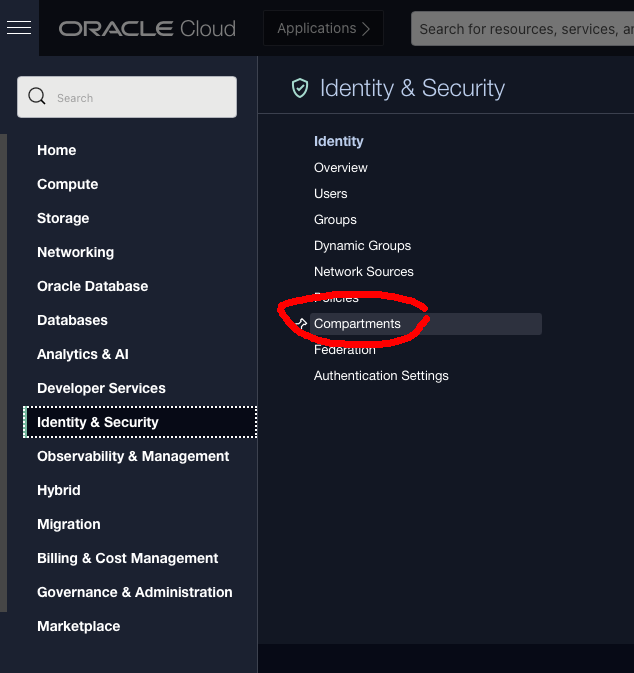 ORACLE Cloud
Applications
Search for resources, services, an
Search
Home
Compute
Storage
Networking
Oracle Database
Databases
Analytics & AI
Developer Services
Identity & Security
Observability & Management
Hybrid
Migration
Billing & Cost Management
Governance & Administration
Marketplace
Identity & Security
Identity
Overview
Users
Groups
Dynamic Groups
Network Sources
Policies
Compartments
Federation
Authentication Settings